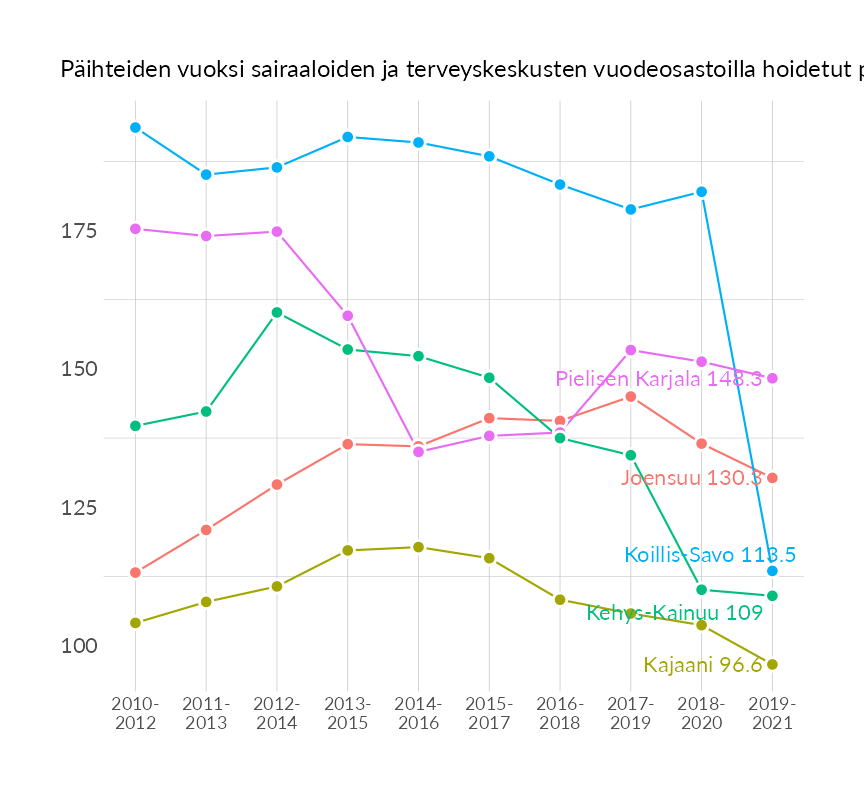 Päihteiden vuoksi sairaaloiden ja terveyskeskusten vuodeosastoilla hoidetut
175
150
125
100
Pielisen Karjala 148.3
Joensuu 130.3
Koillis-Savo 113.5
Kehys-Kainuu 109
Kajaani 96.6
2010- 2011- 2012- 2013- 2014- 2015- 2016- 2017- 2018- 2019-
2012 2013 2014 2015 2016 2017 2018 2019 2020 2021